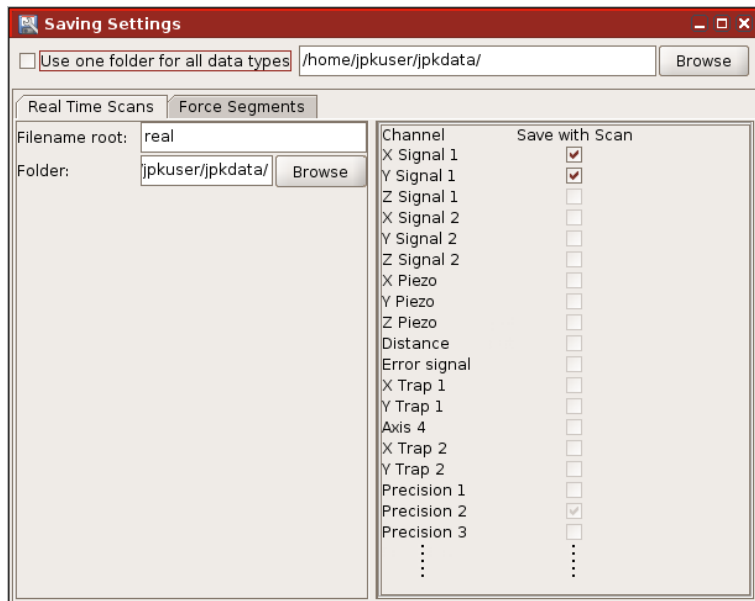 Saving Settings
Use one folder for all data types /home/jpkuser/jpkdata/ Browse
Real Time Scans Force Segments
Filename root: real
Folder: jpkuser/jpkdata/ Browse
Channel Save with Scan
X Signal 1
Y Signal 1
Z Signal 1
X Signal 2
Y Signal 2
Z Signal 2
X Piezo
Y Piezo
Z Piezo
Distance
Error signal
X Trap 1
Y Trap 1
Axis 4
X Trap 2
Y Trap 2
Precision 1
Precision 2
Precision 3